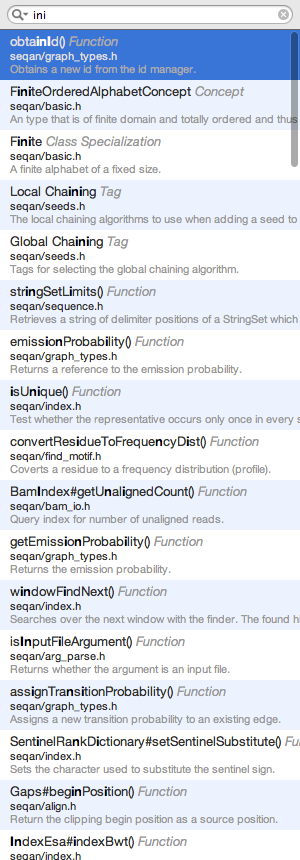 ini
obtainId() Function
seqan/graph_types.h
Obtains a new id from the id manager.
FiniteOrderedAlphabetConcept Concept
seqan/basic.h
An type that is of finite domain and totally ordered and thus
Finite Class Specialization
seqan/basic.h
A finite alphabet of a fixed size.
Local Chaining Tag
seqan/seeds.h
The local chaining algorithms to use when adding a seed to
Global Chaining Tag
seqan/seeds.h
Tags for selecting the global chaining algorithm.
stringSetLimits() Function
seqan/sequence.h
Retrieves a string of delimiter positions of a StringSet which
emissionProbability() Function
seqan/graph_types.h
Returns a reference to the emission probability.
isUnique() Function
seqan/index.h
Test whether the representative occurs only once in every s
convertResidueToFrequencyDist() Function
seqan/find_motif.h
Coverts a residue to a frequency distribution (profile).
BamIndex#getUnalignedCount() Function
seqan/bam_io.h
Query index for number of unaligned reads.
getEmissionProbability() Function
seqan/graph_types.h
Returns the emission probability.
windowFindNext() Function
seqan/index.h
Searches over the next window with the finder. The found hi
isInputFileArgument() Function
seqan/arg_parse.h
Returns whether the argument is an input file.
assignTransitionProbability() Function
seqan/graph_types.h
Assigns a new transition probability to an existing edge.
SentinelRankDictionary#setSentinelSubstitute() Fu
seqan/index.h
Sets the character used to substitute the sentinel sign.
Gaps#beginPosition() Function
seqan/align.h
Return the clipping begin position as a source position.
IndexEsa#indexBwt() Function
seqan/index.h